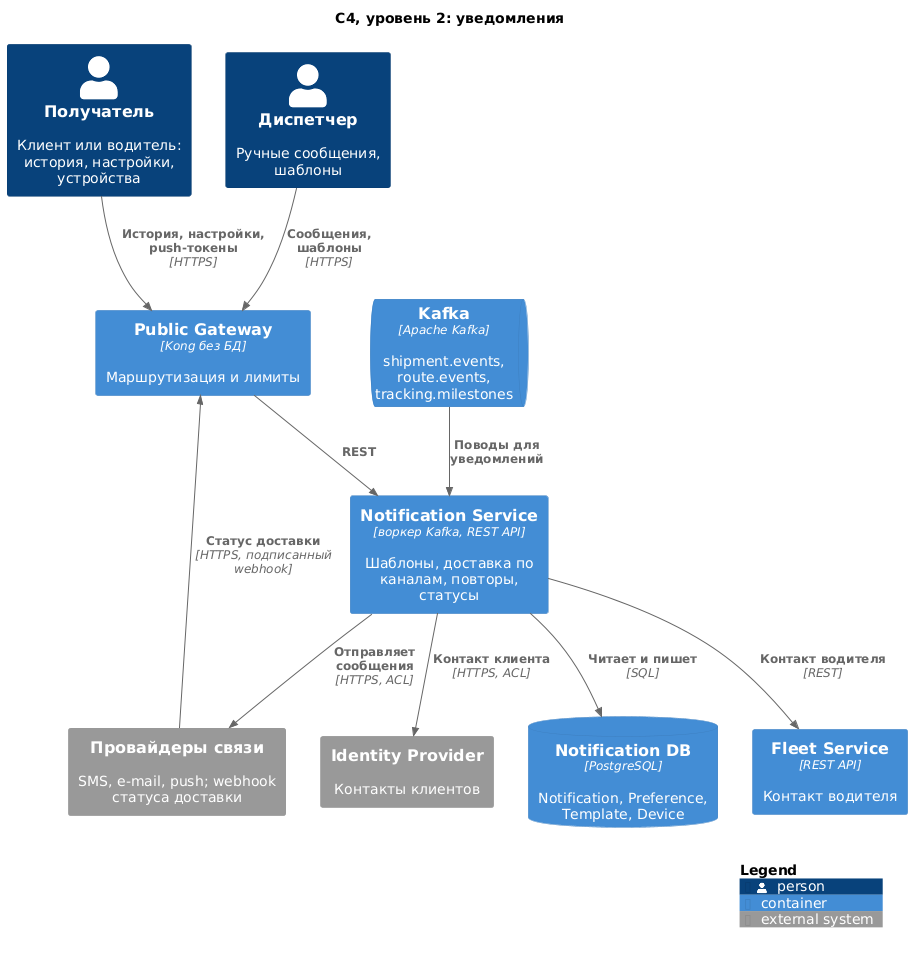 C4, уровень 2: уведомления
Получатель
Клиент или водитель:
история, настройки,
устройства
Диспетчер
Ручные сообщения,
шаблоны
История, настройки,
push-токены
[HTTPS]
Сообщения,
шаблоны
[HTTPS]
Public Gateway
[Kong без БД]
Маршрутизация и лимиты
Kafka
[Apache Kafka]
shipment.events,
route.events,
tracking.milestones
REST
Поводы для
уведомлений
Notification Service
[воркер Kafka, REST API]
Шаблоны, доставка по
каналам, повторы,
статусы
Статус доставки
[HTTPS, подписанный
webhook]
Отправляет
сообщения
[HTTPS, ACL]
Контакт клиента
[HTTPS, ACL]
Читает и пишет
[SQL]
Контакт водителя
[REST]
Провайдеры связи
SMS, e-mail, push; webhook
статуса доставки
Identity Provider
Контакты клиентов
Notification DB
[PostgreSQL]
Notification, Preference,
Template, Device
Fleet Service
[REST API]
Контакт водителя
Legend
person
container
external system